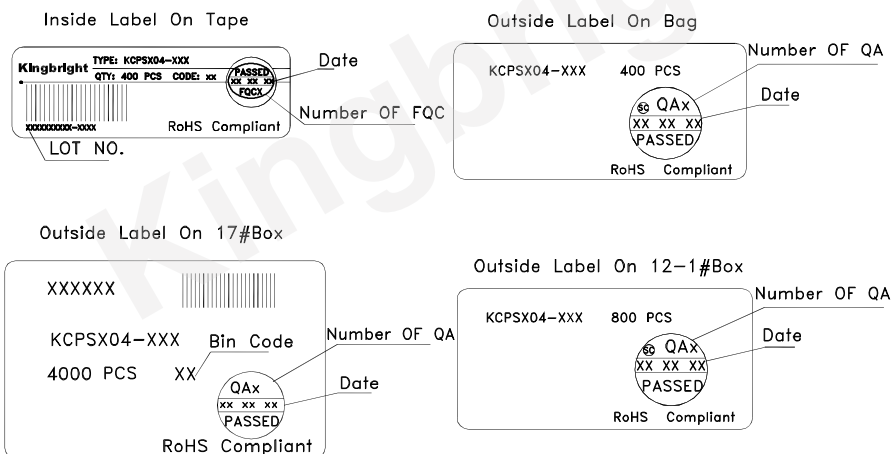 Inside Label On Tape
Kingbright TYPE: KCPSX04-XXX
QTY: 400 PCS CODE: xx
PASSED
xx xx xx
FQCX
Date
Number OF FQC
xxxxxxxxxx-xxxx
RoHS Compliant
LOT NO.
Outside Label On Bag
KCPSX04-XXX 400 PCS
SC QAx
XX XX XX
PASSED
Number OF QA
Date
RoHS Compliant
Outside Label On 17#Box
XXXXXX
KCPSX04-XXX Bin Code
4000 PCS XX
QAx
xx xx xx
PASSED
Number OF QA
Date
RoHS Compliant
Outside Label On 12-1#Box
KCPSX04-XXX 800 PCS
SC QAx
XX XX XX
PASSED
Number OF QA
Date
RoHS Compliant
Kingbright